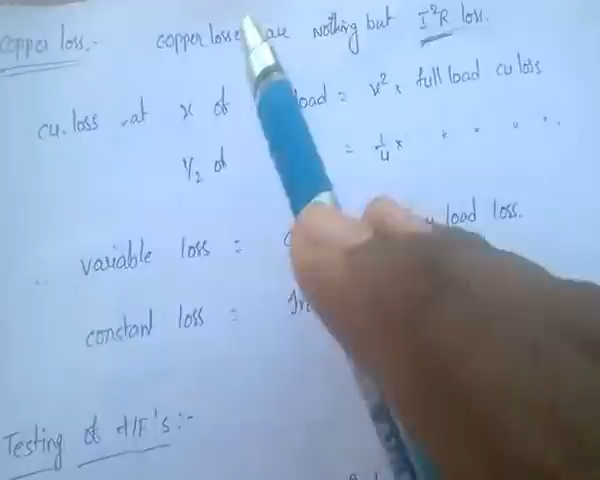 copper loss:- copper losses are nothing but I²R loss.
cu.loss at x of load = x² x full load cu loss
1/2 of = 1/4 x " " " "
variable loss = load loss.
constant loss =
Testing of t/F's:-